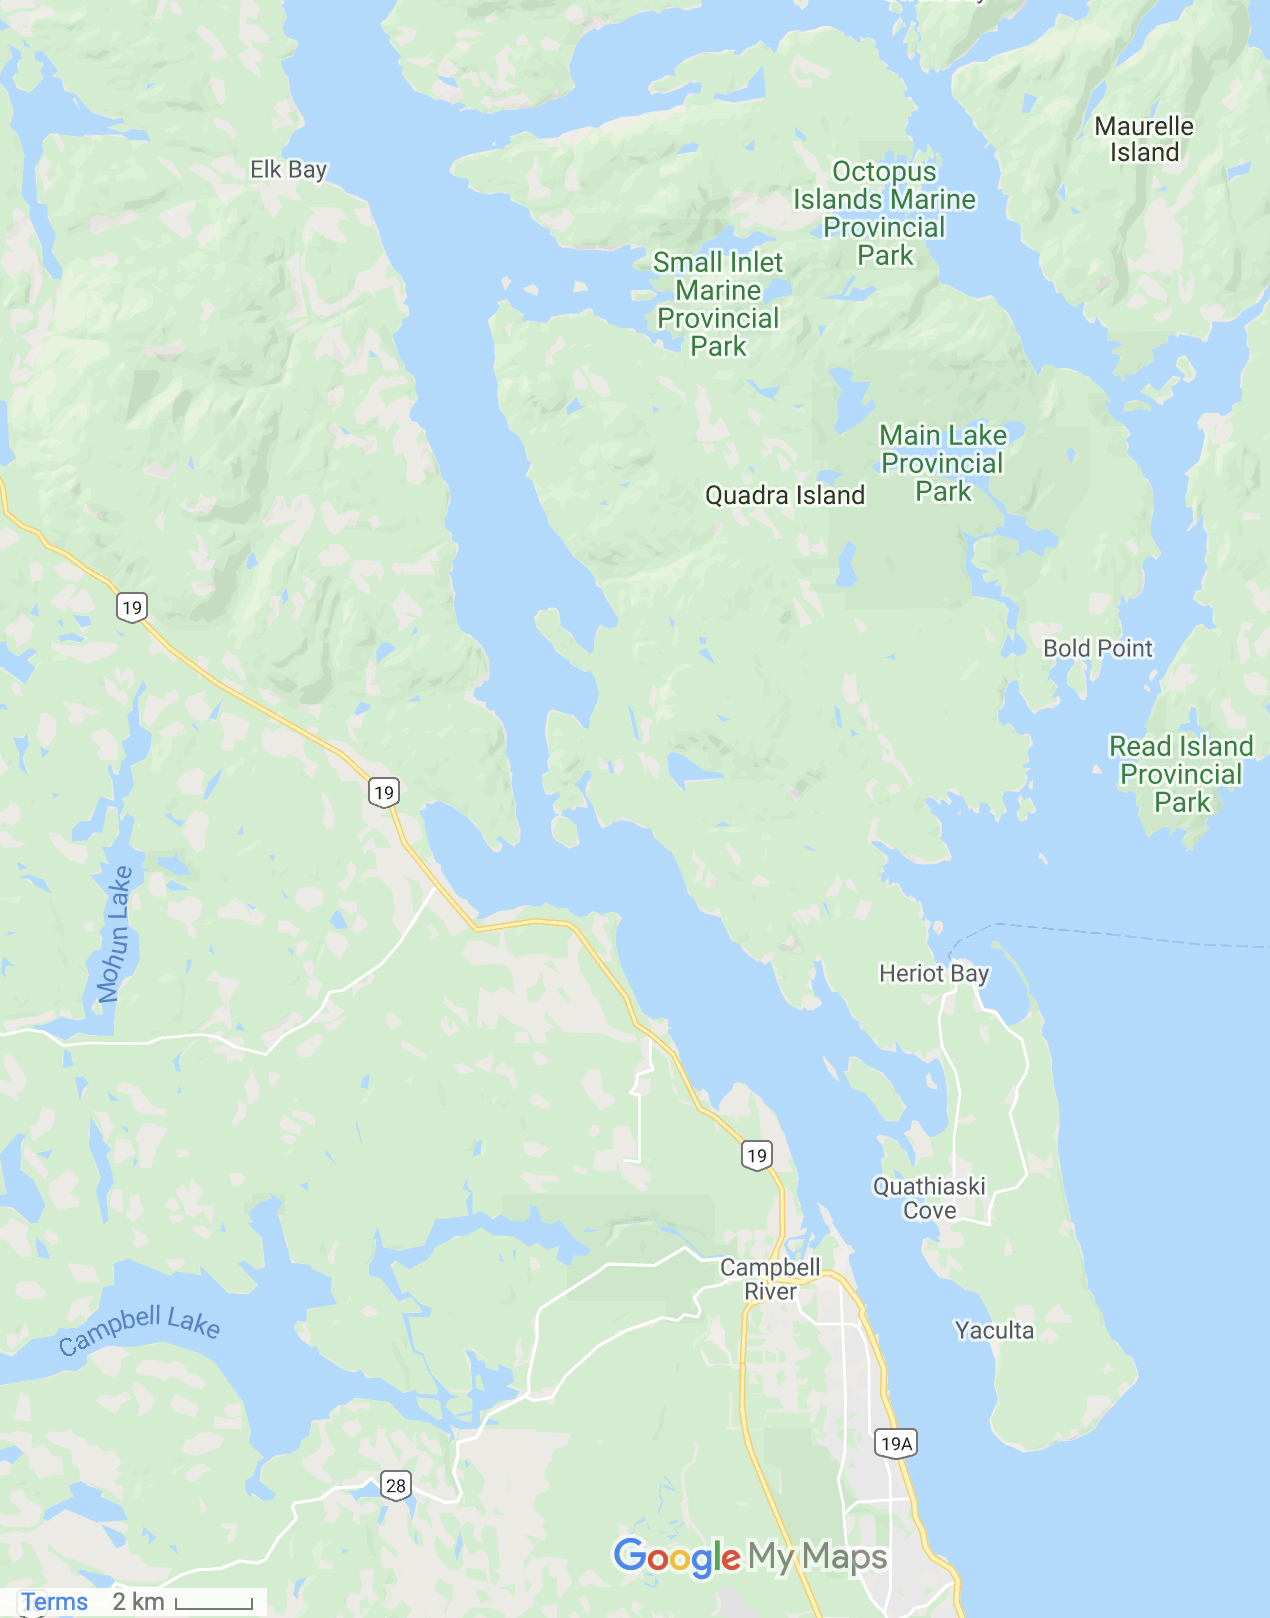 Maurelle
Island
Elk Bay
Octopus
Islands Marine
Provincial
Park
Small Inlet
Marine
Provincial
Park
Main Lake
Provincial
Park
Quadra Island
19
Bold Point
Read Island
Provincial
Park
19
Mohun Lake
Heriot Bay
19
Quathiaski
Cove
Campbell
River
Campbell Lake
Yaculta
19A
28
Google My Maps
Terms 2 km